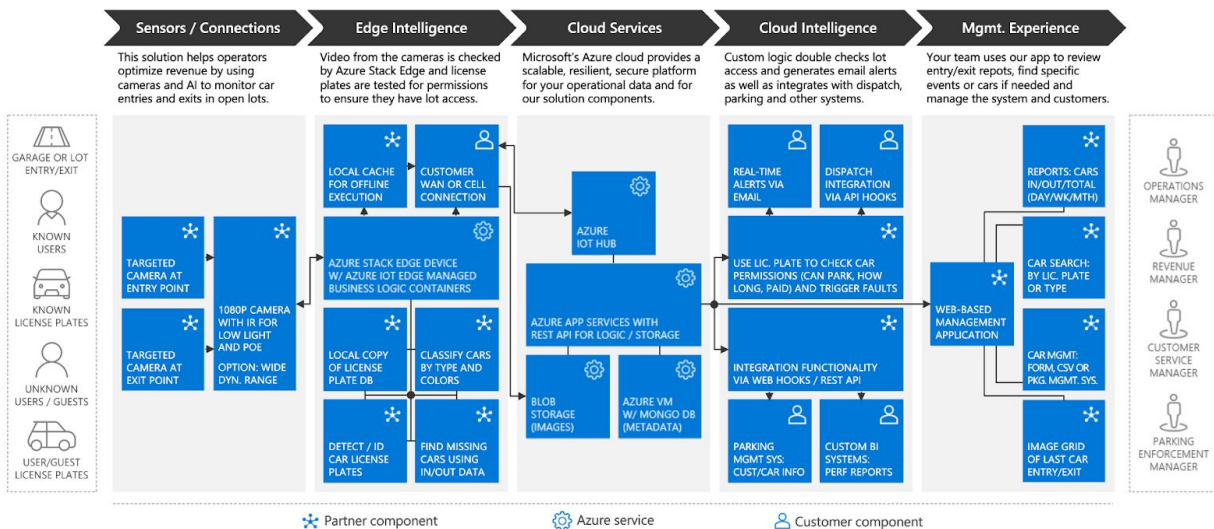 Sensors / Connections
Edge Intelligence
Cloud Services
Cloud Intelligence
Mgmt. Experience
This solution helps operators
optimize revenue by using
cameras and AI to monitor car
entries and exits in open lots.
Video from the cameras is checked
by Azure Stack Edge and license
plates are tested for permissions
to ensure they have lot access.
Microsoft's Azure cloud provides a
scalable, resilient, secure platform
for your operational data and for
our solution components.
Custom logic double checks lot
access and generates email alerts
as well as integrates with dispatch,
parking and other systems.
Your team uses our app to review
entry/exit repots, find specific
events or cars if needed and
manage the system and customers.
GARAGE OR LOT
ENTRY/EXIT
KNOWN
USERS
KNOWN
LICENSE PLATES
UNKNOWN
USERS / GUESTS
USER/GUEST
LICENSE PLATES
TARGETED
CAMERA AT
ENTRY POINT
TARGETED
CAMERA AT
EXIT POINT
1080P CAMERA
WITH IR FOR
LOW LIGHT
AND POE
OPTION: WIDE
DYN. RANGE
LOCAL CACHE
FOR OFFLINE
EXECUTION
CUSTOMER
WAN OR CELL
CONNECTION
AZURE STACK EDGE DEVICE
W/ AZURE IOT EDGE MANAGED
BUSINESS LOGIC CONTAINERS
LOCAL COPY
OF LICENSE
PLATE DB
CLASSIFY CARS
BY TYPE AND
COLORS
DETECT / ID
CAR LICENSE
PLATES
FIND MISSING
CARS USING
IN/OUT DATA
AZURE
IOT HUB
AZURE APP SERVICES WITH
REST API FOR LOGIC / STORAGE
BLOB
STORAGE
(IMAGES)
AZURE VM
W/ MONGO DB
(METADATA)
REAL-TIME
ALERTS VIA
EMAIL
DISPATCH
INTEGRATION
VIA API HOOKS
USE LIC. PLATE TO CHECK CAR
PERMISSIONS (CAN PARK, HOW
LONG, PAID) AND TRIGGER FAULTS
INTEGRATION FUNCTIONALITY
VIA WEB HOOKS / REST API
PARKING
MGMT SYS:
CUST/CAR INFO
CUSTOM BI
SYSTEMS:
PERF REPORTS
WEB-BASED
MANAGEMENT
APPLICATION
REPORTS: CARS
IN/OUT/TOTAL
(DAY/WK/MTH)
CAR SEARCH:
BY LIC. PLATE
OR TYPE
CAR MGMT:
FORM, CSV OR
PKG. MGMT. SYS.
IMAGE GRID
OF LAST CAR
ENTRY/EXIT
OPERATIONS
MANAGER
REVENUE
MANAGER
CUSTOMER
SERVICE
MANAGER
PARKING
ENFORCEMENT
MANAGER
Partner component
Azure service
Customer component